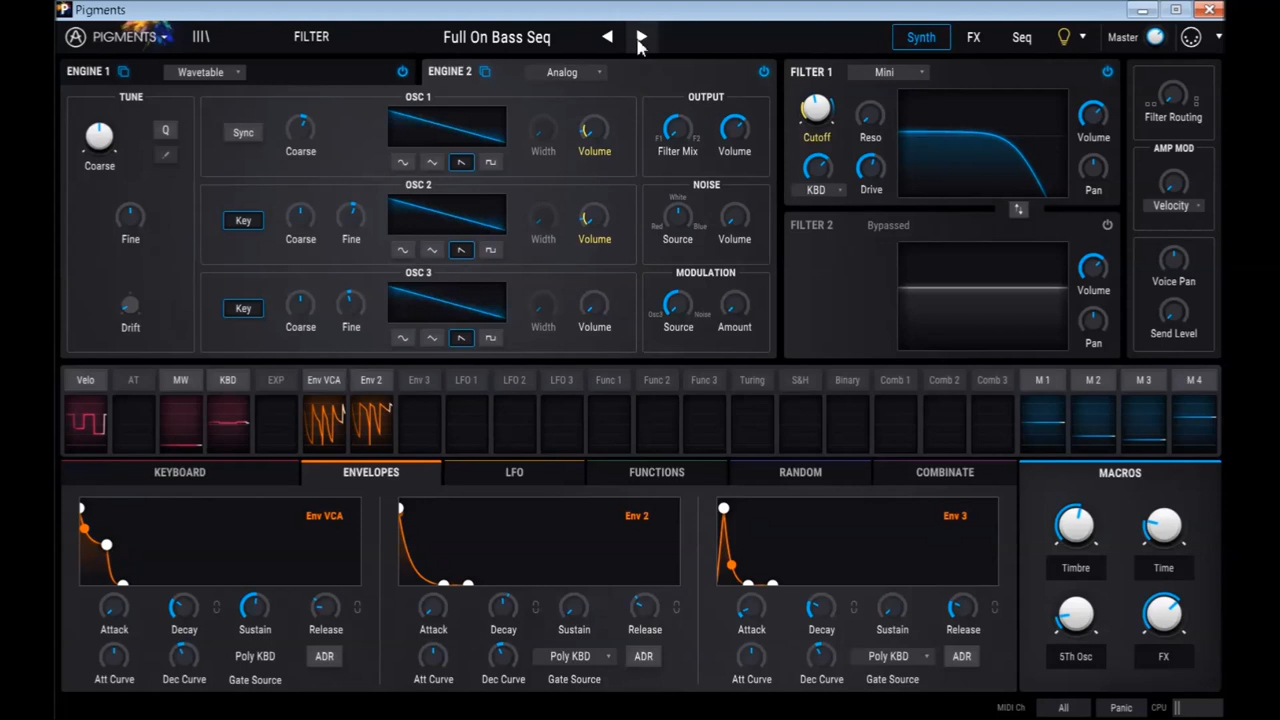 Pigments
PIGMENTS FILTER Full On Bass Seq Synth FX Seq Master
ENGINE 1 Wavetable ENGINE 2 Analog FILTER 1 Mini
TUNE OSC 1 OUTPUT
Q Sync
Coarse Coarse Width Volume Filter Mix Volume Cutoff Reso Volume Filter Routing
F1 F2
KBD Drive Pan AMP MOD
OSC 2 NOISE
Key White Red Blue Velocity
Fine Coarse Fine Width Volume Source Volume
FILTER 2 Bypassed
OSC 3 MODULATION
Key Osc3 Noise Volume Voice Pan
Drift Coarse Fine Width Volume Source Amount Pan Send Level
Velo AT MW KBD EXP Env VCA Env 2 Env 3 LFO 1 LFO 2 LFO 3 Func 1 Func 2 Func 3 Turing S&H Binary Comb 1 Comb 2 Comb 3 M 1 M 2 M 3 M 4
KEYBOARD ENVELOPES LFO FUNCTIONS RANDOM COMBINATE MACROS
Env VCA Env 2 Env 3
Timbre Time
Attack Decay Sustain Release Attack Decay Sustain Release Attack Decay Sustain Release
Poly KBD ADR Poly KBD ADR Poly KBD ADR 5Th Osc FX
Att Curve Dec Curve Gate Source Att Curve Dec Curve Gate Source Att Curve Dec Curve Gate Source
MIDI Ch All Panic CPU